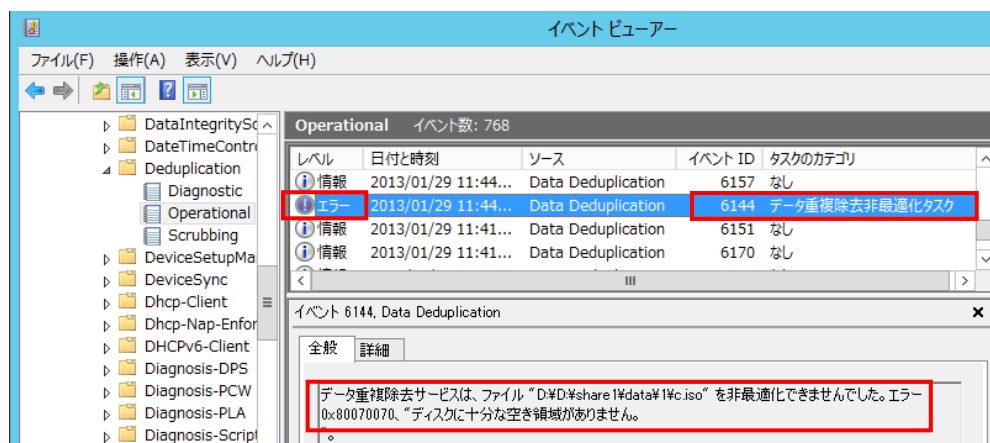 イベント ビューアー
ファイル(F) 操作(A) 表示(V) ヘルプ(H)
DataIntegritySc
DateTimeContro
Deduplication
Diagnostic
Operational
Scrubbing
DeviceSetupMa
DeviceSync
Dhcp-Client
Dhcp-Nap-Enfor
DHCPv6-Client
Diagnosis-DPS
Diagnosis-PCW
Diagnosis-PLA
Diagnosis-Script
Operational イベント数: 768
レベル 日付と時刻 ソース イベント ID タスクのカテゴリ
情報 2013/01/29 11:44... Data Deduplication 6157 なし
エラー 2013/01/29 11:44... Data Deduplication 6144 データ重複除去非最適化タスク
情報 2013/01/29 11:41... Data Deduplication 6151 なし
情報 2013/01/29 11:41... Data Deduplication 6170 なし
イベント 6144, Data Deduplication
全般 詳細
データ重複除去サービスは、ファイル "D:¥D:¥share1¥data¥1¥c.iso" を非最適化できませんでした。エラー
0x80070070、"ディスクに十分な空き領域がありません。
"。